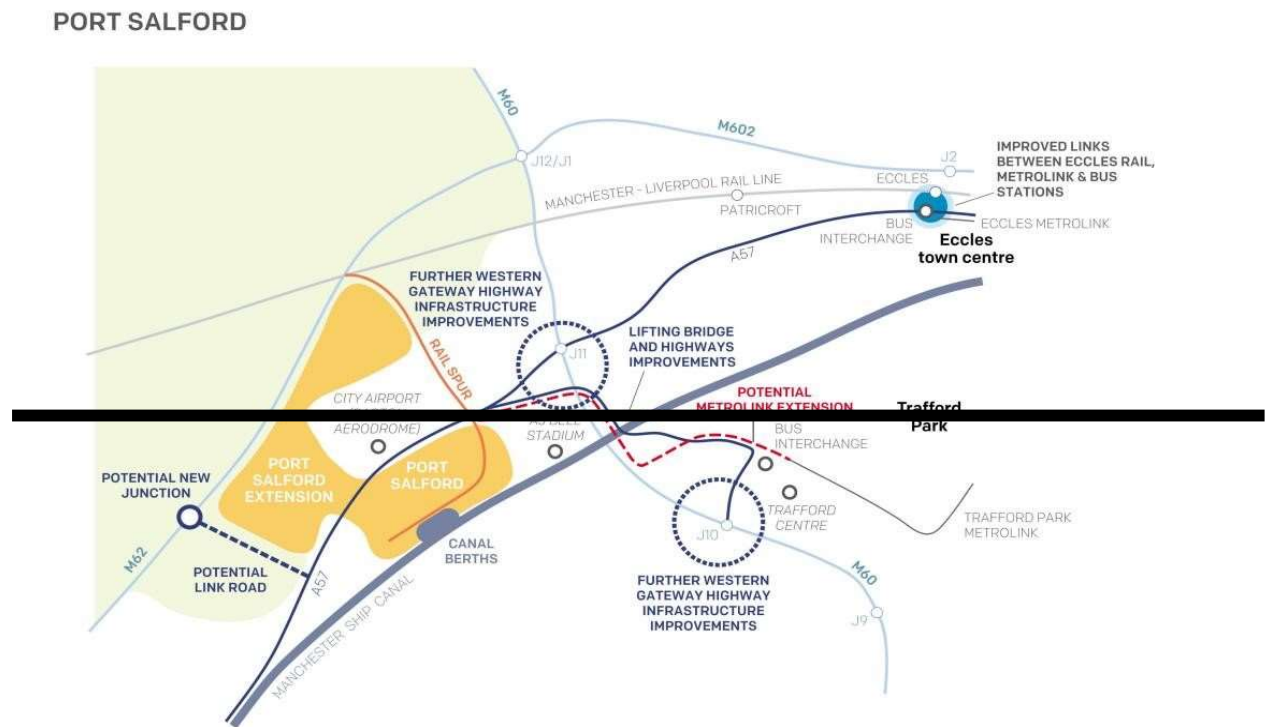 PORT SALFORD
M60
M602
J12/J1
J2
IMPROVED LINKS
BETWEEN ECCLES RAIL,
METROLINK & BUS
STATIONS
MANCHESTER - LIVERPOOL RAIL LINE
ECCLES
PATRICROFT
BUS
INTERCHANGE
ECCLES METROLINK
Eccles
town centre
A57
FURTHER WESTERN
GATEWAY HIGHWAY
INFRASTRUCTURE
IMPROVEMENTS
J11
LIFTING BRIDGE
AND HIGHWAYS
IMPROVEMENTS
RAIL SPUR
CITY AIRPORT
AERODROME)
STADIUM
POTENTIAL
METROLINK EXTENSION
BUS
INTERCHANGE
Trafford
Park
POTENTIAL NEW
JUNCTION
PORT
SALFORD
EXTENSION
PORT
SALFORD
TRAFFORD
CENTRE
TRAFFORD PARK
METROLINK
J10
CANAL
BERTHS
M62
POTENTIAL
LINK ROAD
A57
MANCHESTER SHIP CANAL
FURTHER WESTERN
GATEWAY HIGHWAY
INFRASTRUCTURE
IMPROVEMENTS
M60
J9